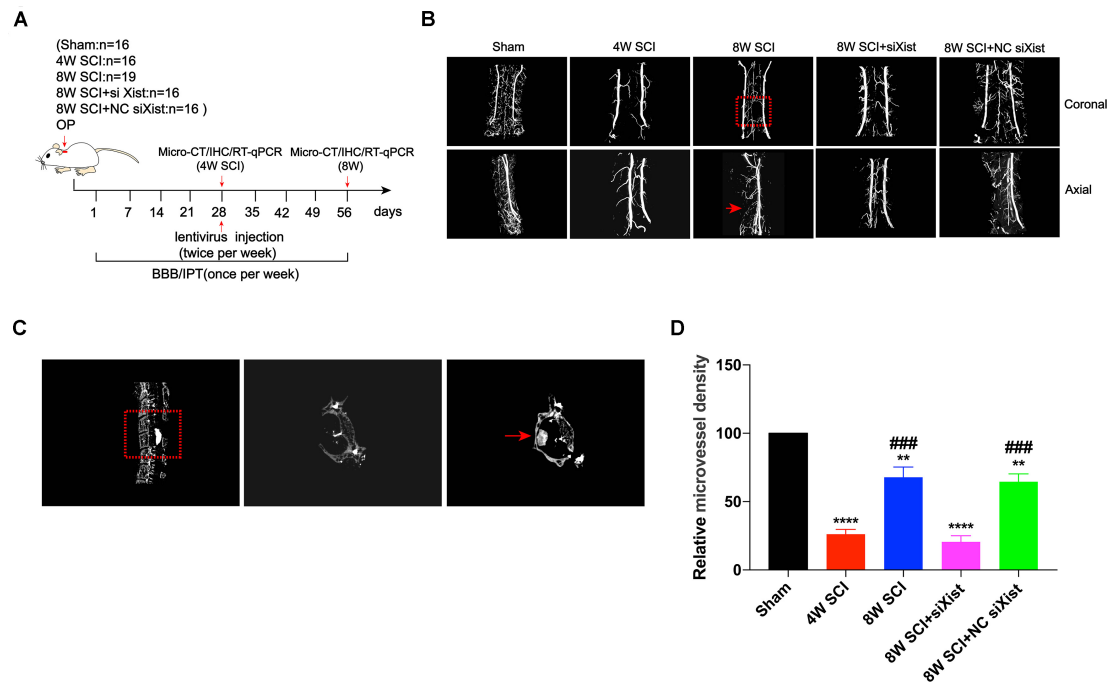 A
(Sham:n=16
4W SCI:n=16
8W SCI:n=19
8W SCI+si Xist:n=16
8W SCI+NC siXist:n=16 )
OP
Micro-CT/IHC/RT-qPCR
(4W SCI)
Micro-CT/IHC/RT-qPCR
(8W)
1 7 14 21 28 35 42 49 56 days
lentivirus injection
(twice per week)
BBB/IPT(once per week)
B
Sham 4W SCI 8W SCI 8W SCI+siXist 8W SCI+NC siXist
Coronal
Axial
C
D
Relative microvessel density
150
100
50
0
****
###
**
****
###
**
Sham
4W SCI
8W SCI
8W SCI+siXist
8W SCI+NC siXist